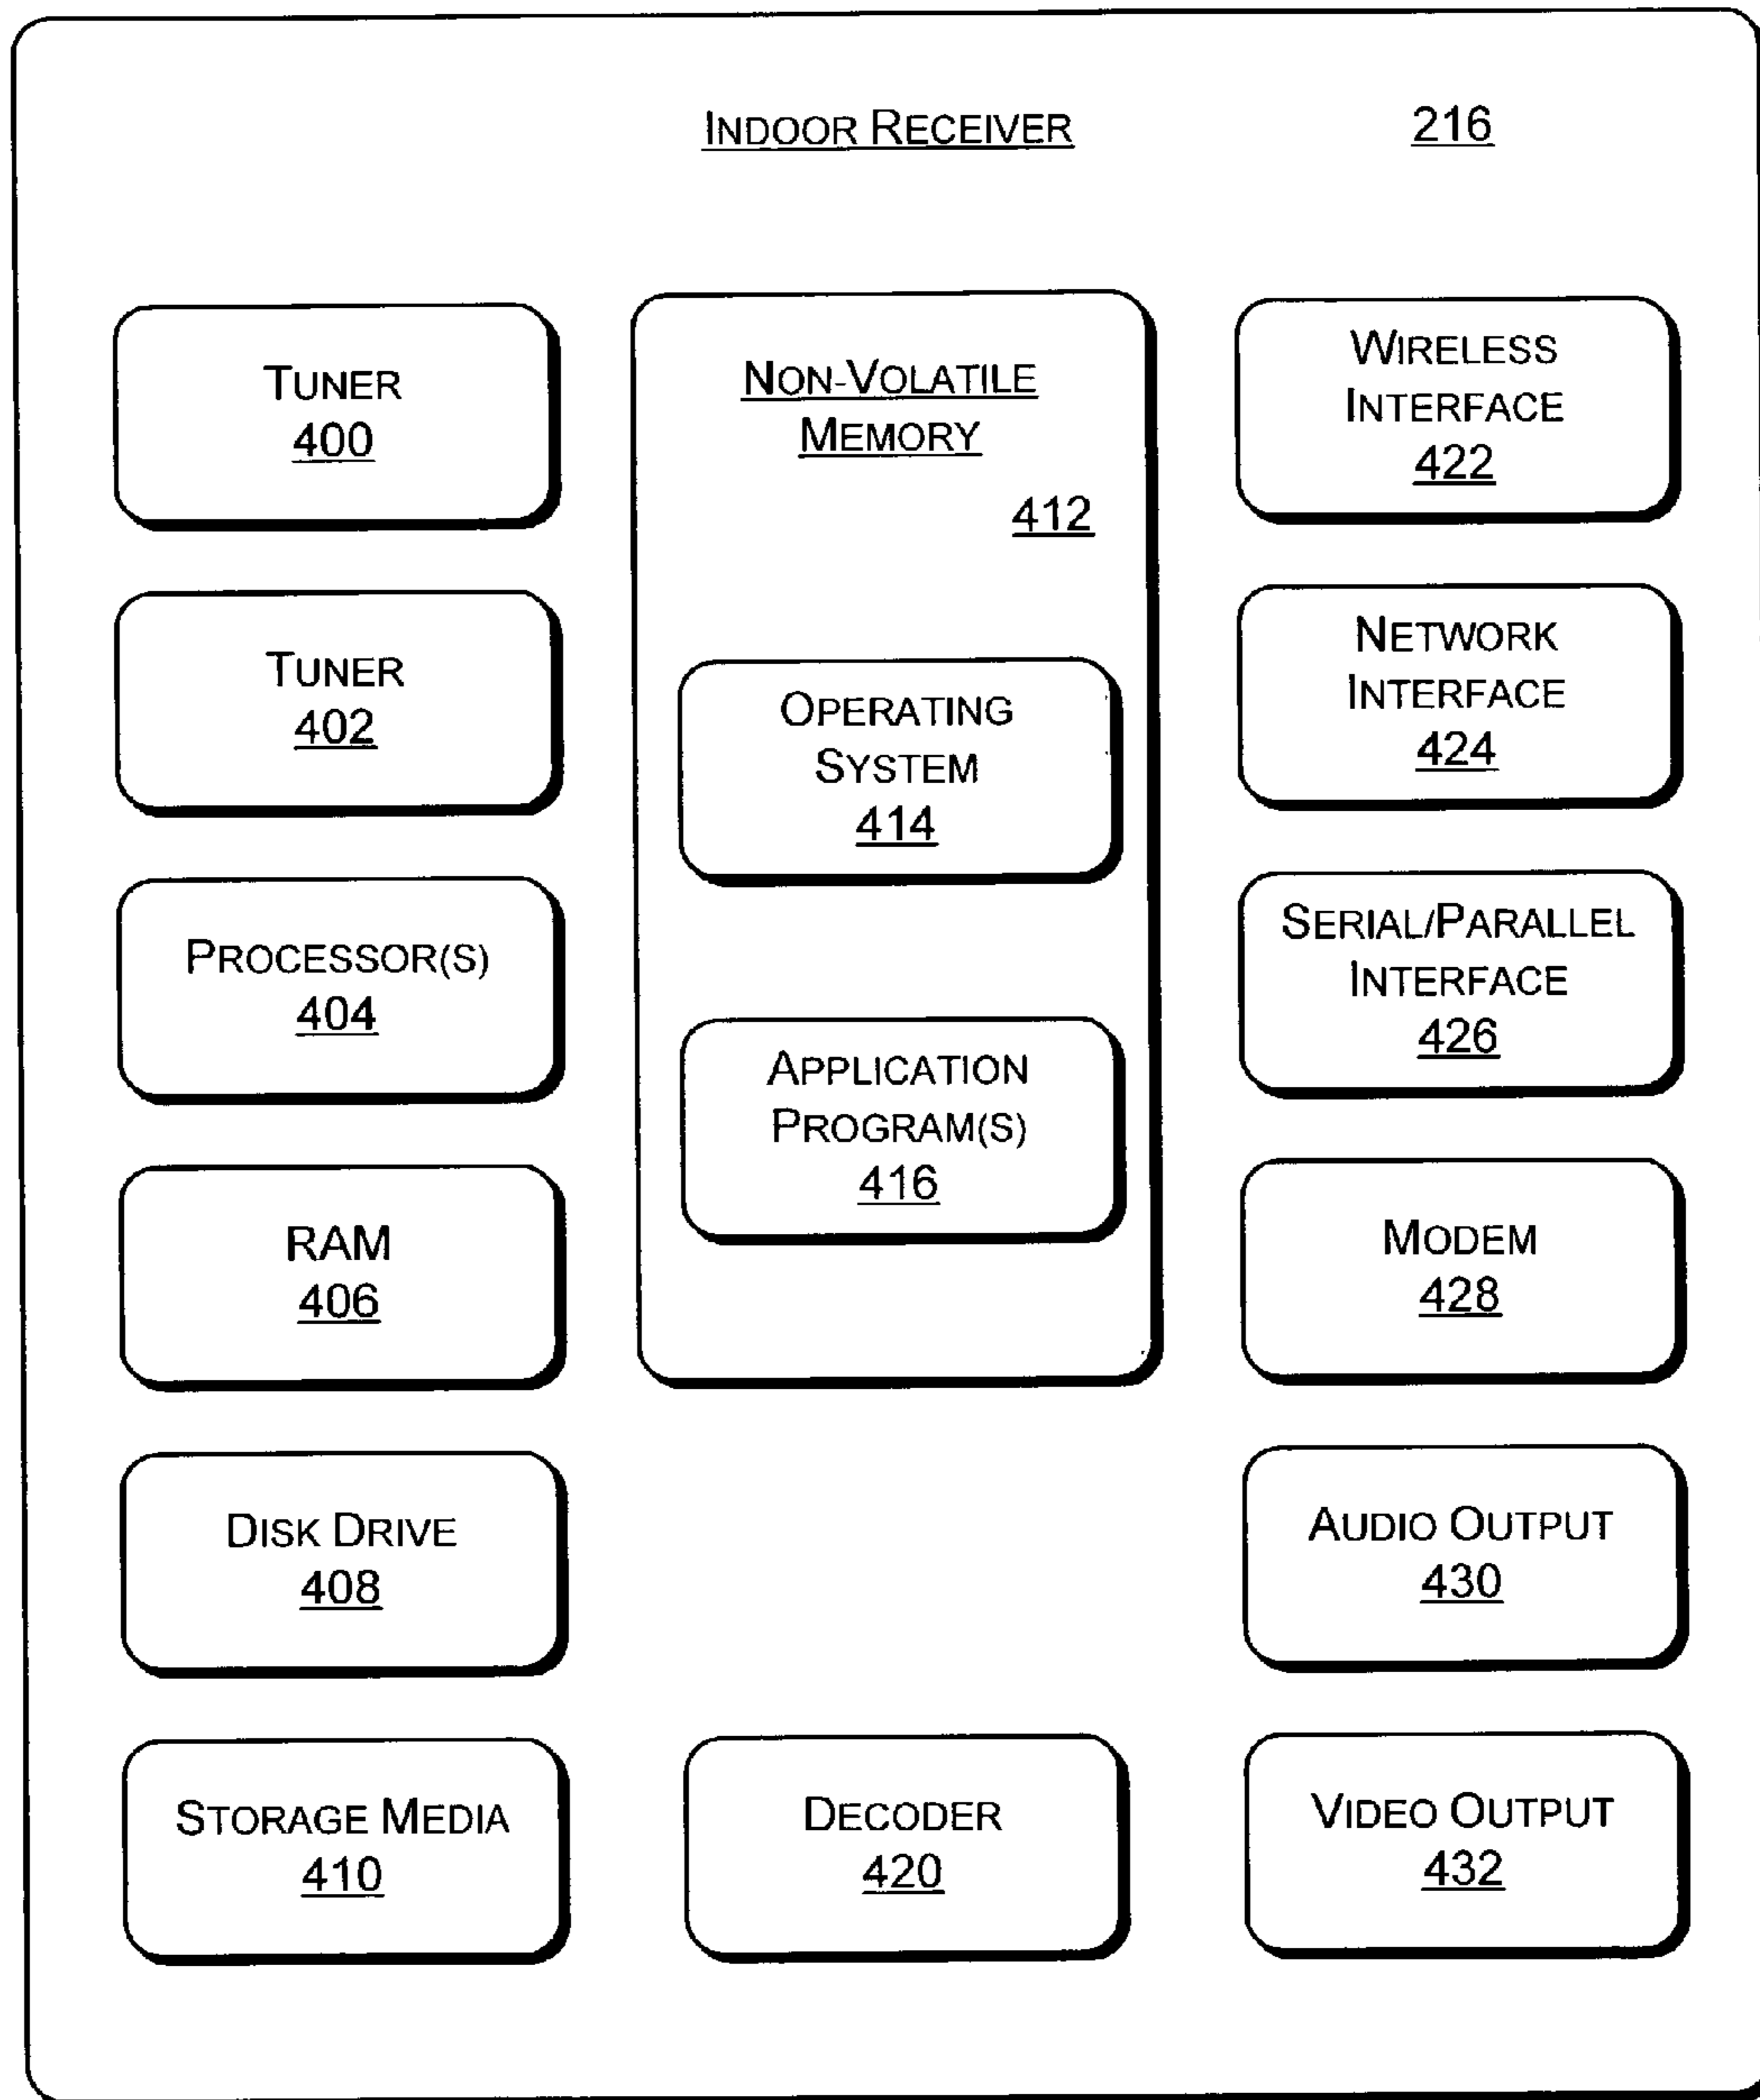 INDOOR RECEIVER 216
TUNER
400
TUNER
402
PROCESSOR(S)
404
RAM
406
DISK DRIVE
408
STORAGE MEDIA
410
NON-VOLATILE
MEMORY
412
OPERATING
SYSTEM
414
APPLICATION
PROGRAM(S)
416
DECODER
420
WIRELESS
INTERFACE
422
NETWORK
INTERFACE
424
SERIAL/PARALLEL
INTERFACE
426
MODEM
428
AUDIO OUTPUT
430
VIDEO OUTPUT
432